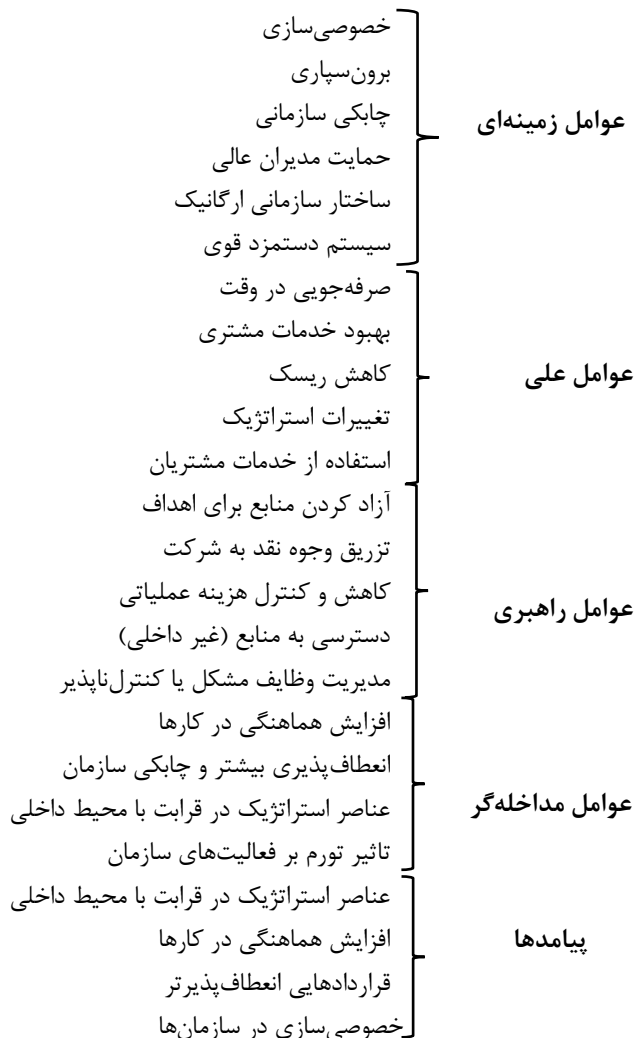 عوامل زمینه‌ای
خصوصی‌سازی
برون‌سپاری
چابکی سازمانی
حمایت مدیران عالی
ساختار سازمانی ارگانیک
سیستم دستمزد قوی
عوامل علی
صرفه‌جویی در وقت
بهبود خدمات مشتری
کاهش ریسک
تغییرات استراتژیک
استفاده از خدمات مشتریان
عوامل راهبری
آزاد کردن منابع برای اهداف
تزریق وجوه نقد به شرکت
کاهش و کنترل هزینه عملیاتی
دسترسی به منابع (غیر داخلی)
مدیریت وظایف مشکل یا کنترل‌ناپذیر
عوامل مداخله‌گر
افزایش هماهنگی در کارها
انعطاف‌پذیری بیشتر و چابکی سازمان
عناصر استراتژیک در قرابت با محیط داخلی
تاثیر تورم بر فعالیت‌های سازمان
پیامدها
عناصر استراتژیک در قرابت با محیط داخلی
افزایش هماهنگی در کارها
قراردادهایی انعطاف‌پذیرتر
خصوصی‌سازی در سازمان‌ها